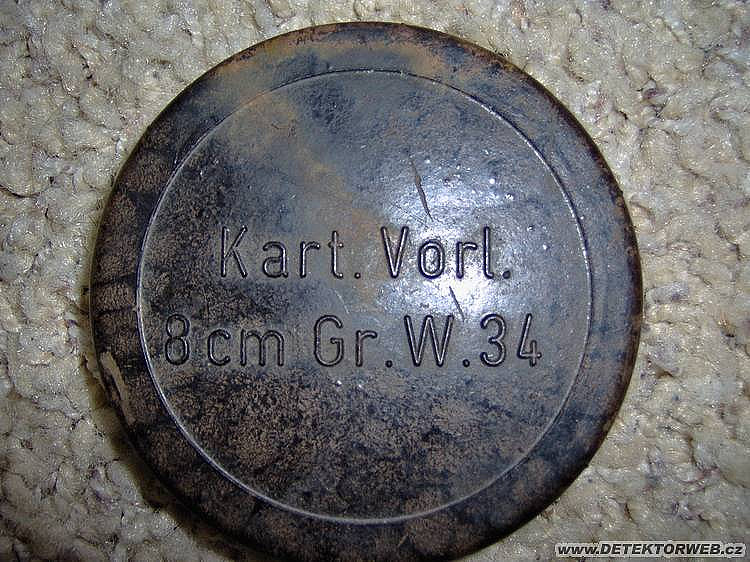 Kart. Vorl.
8cm Gr. W. 34
www.DETEKTORWEB.cz